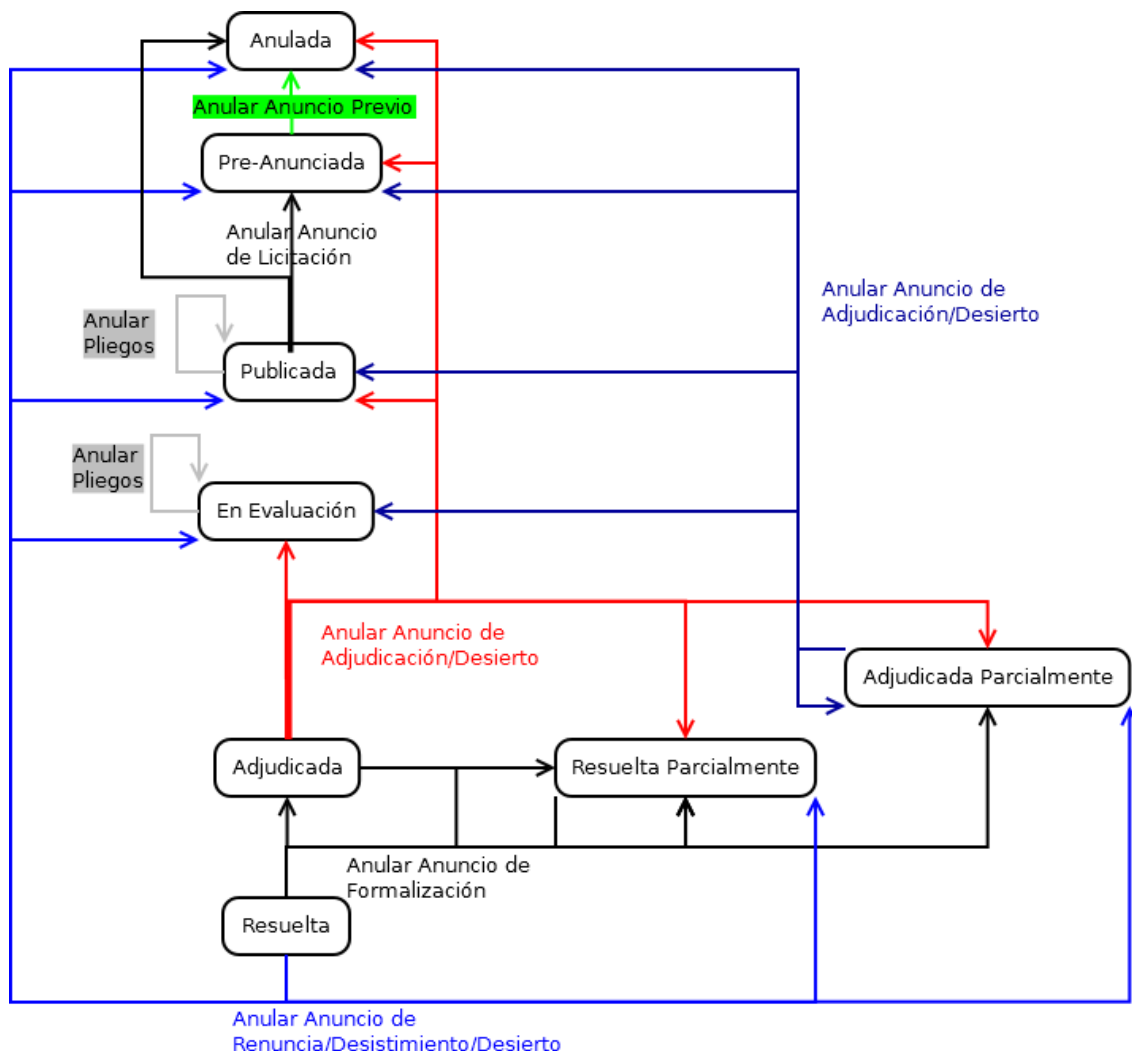 Anulada
Anular Anuncio Previo
Pre-Anunciada
Anular Anuncio
de Licitación
Anular Anuncio de
Adjudicación/Desierto
Anular
Pliegos
Publicada
Anular
Pliegos
En Evaluación
Anular Anuncio de
Adjudicación/Desierto
Adjudicada Parcialmente
Adjudicada
Resuelta Parcialmente
Anular Anuncio de
Formalización
Resuelta
Anular Anuncio de
Renuncia/Desistimiento/Desierto